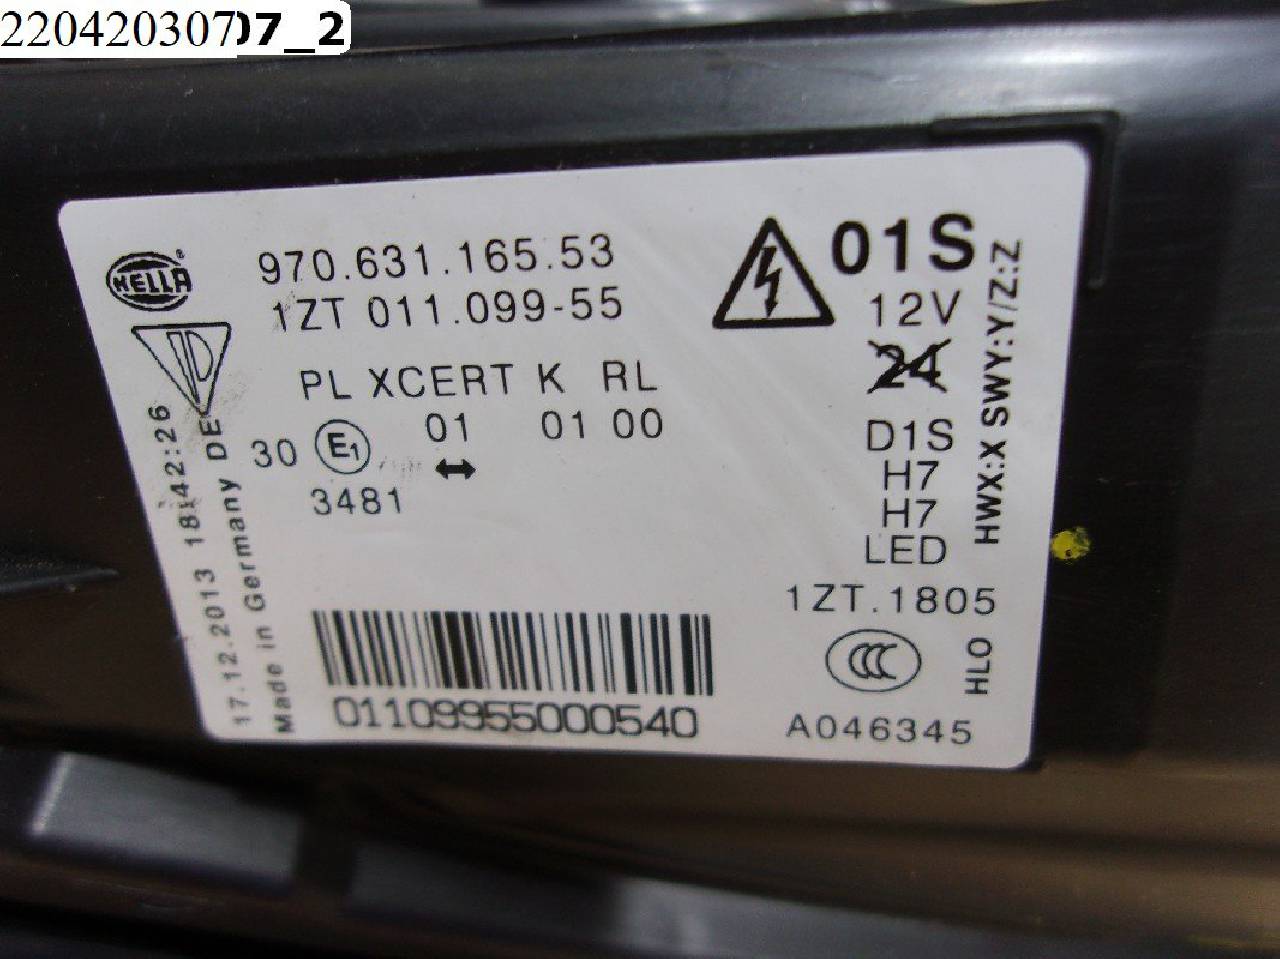 22042030707_2
HELLA
970.631.165.53
1ZT 011.099-55
PL XCERT K RL
01 01 00
30 E1
3481
01S
12V
24
D1S
H7
H7
LED
HWX:X SWY:Y/Z:Z
1ZT.1805
CCC
HLO
A046345
01109955000540
17.12.2013 18:42:26
Made in Germany DE